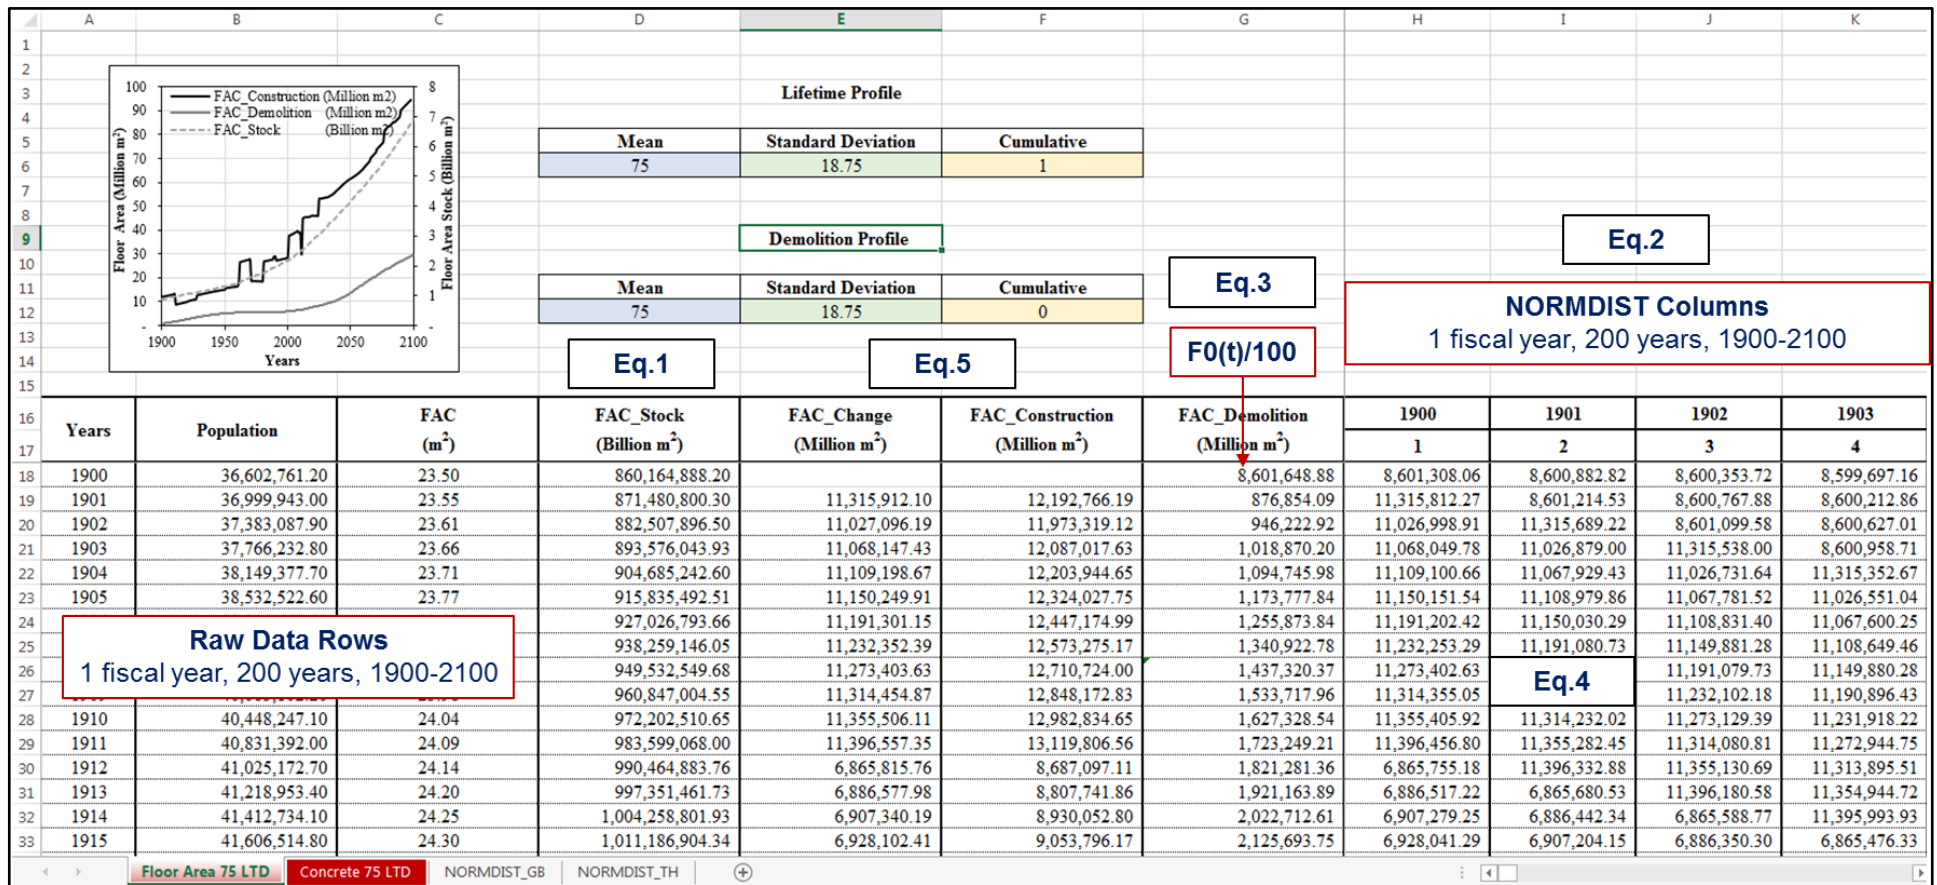 A B C D E F G H I J K
1
2
3 Lifetime Profile
4
5 Mean Standard Deviation Cumulative
6 75 18.75 1
7
8
9 Demolition Profile
10
11 Mean Standard Deviation Cumulative
12 75 18.75 0
13
14
15
FAC_Construction (Million m2)
FAC_Demolition (Million m2)
FAC_Stock (Billion m2)
Floor Area (Million m²)
100
90
80
70
60
50
40
30
20
10
-
Floor Area Stock (Billion m²)
8
7
6
5
4
3
2
1
-
1900 1950 2000 2050 2100
Years
Eq.1
Eq.5
Eq.3
F0(t)/100
Eq.2
NORMDIST Columns
1 fiscal year, 200 years, 1900-2100
16 Years Population FAC FAC_Stock FAC_Change FAC_Construction FAC_Demolition 1900 1901 1902 1903
17 (m²) (Billion m²) (Million m²) (Million m²) (Million m²) 1 2 3 4
18 1900 36,602,761.20 23.50 860,164,888.20 8,601,648.88 8,601,308.06 8,600,882.82 8,600,353.72 8,599,697.16
19 1901 36,999,943.00 23.55 871,480,800.30 11,315,912.10 12,192,766.19 876,854.09 11,315,812.27 8,601,214.53 8,600,767.88 8,600,212.86
20 1902 37,383,087.90 23.61 882,507,896.50 11,027,096.19 11,973,319.12 946,222.92 11,026,998.91 11,315,689.22 8,601,099.58 8,600,627.01
21 1903 37,766,232.80 23.66 893,576,043.93 11,068,147.43 12,087,017.63 1,018,870.20 11,068,049.78 11,026,879.00 11,315,538.00 8,600,958.71
22 1904 38,149,377.70 23.71 904,685,242.60 11,109,198.67 12,203,944.65 1,094,745.98 11,109,100.66 11,067,929.43 11,026,731.64 11,315,352.67
23 1905 38,532,522.60 23.77 915,835,492.51 11,150,249.91 12,324,027.75 1,173,777.84 11,150,151.54 11,108,979.86 11,067,781.52 11,026,551.04
24 927,026,793.66 11,191,301.15 12,447,174.99 1,255,873.84 11,191,202.42 11,150,030.29 11,108,831.40 11,067,600.25
25 938,259,146.05 11,232,352.39 12,573,275.17 1,340,922.78 11,232,253.29 11,191,080.73 11,149,881.28 11,108,649.46
26 949,532,549.68 11,273,403.63 12,710,724.00 1,437,320.37 11,273,402.63 11,191,079.73 11,149,880.28
27 960,847,004.55 11,314,454.87 12,848,172.83 1,533,717.96 11,314,355.05 11,232,102.18 11,190,896.43
Raw Data Rows
1 fiscal year, 200 years, 1900-2100
Eq.4
28 1910 40,448,247.10 24.04 972,202,510.65 11,355,506.11 12,982,834.65 1,627,328.54 11,355,405.92 11,314,232.02 11,273,129.39 11,231,918.22
29 1911 40,831,392.00 24.09 983,599,068.00 11,396,557.35 13,119,806.56 1,723,249.21 11,396,456.80 11,355,282.45 11,314,080.81 11,272,944.75
30 1912 41,025,172.70 24.14 990,464,883.76 6,865,815.76 8,687,097.11 1,821,281.36 6,865,755.18 11,396,332.88 11,355,130.69 11,313,895.51
31 1913 41,218,953.40 24.20 997,351,461.73 6,886,577.98 8,807,741.86 1,921,163.89 6,886,517.22 6,865,680.53 11,396,180.58 11,354,944.72
32 1914 41,412,734.10 24.25 1,004,258,801.93 6,907,340.19 8,930,052.80 2,022,712.61 6,907,279.25 6,886,442.34 6,865,588.77 11,395,993.93
33 1915 41,606,514.80 24.30 1,011,186,904.34 6,928,102.41 9,053,796.17 2,125,693.75 6,928,041.29 6,907,204.15 6,886,350.30 6,865,476.33
Floor Area 75 LTD Concrete 75 LTD NORMDIST_GB NORMDIST_TH